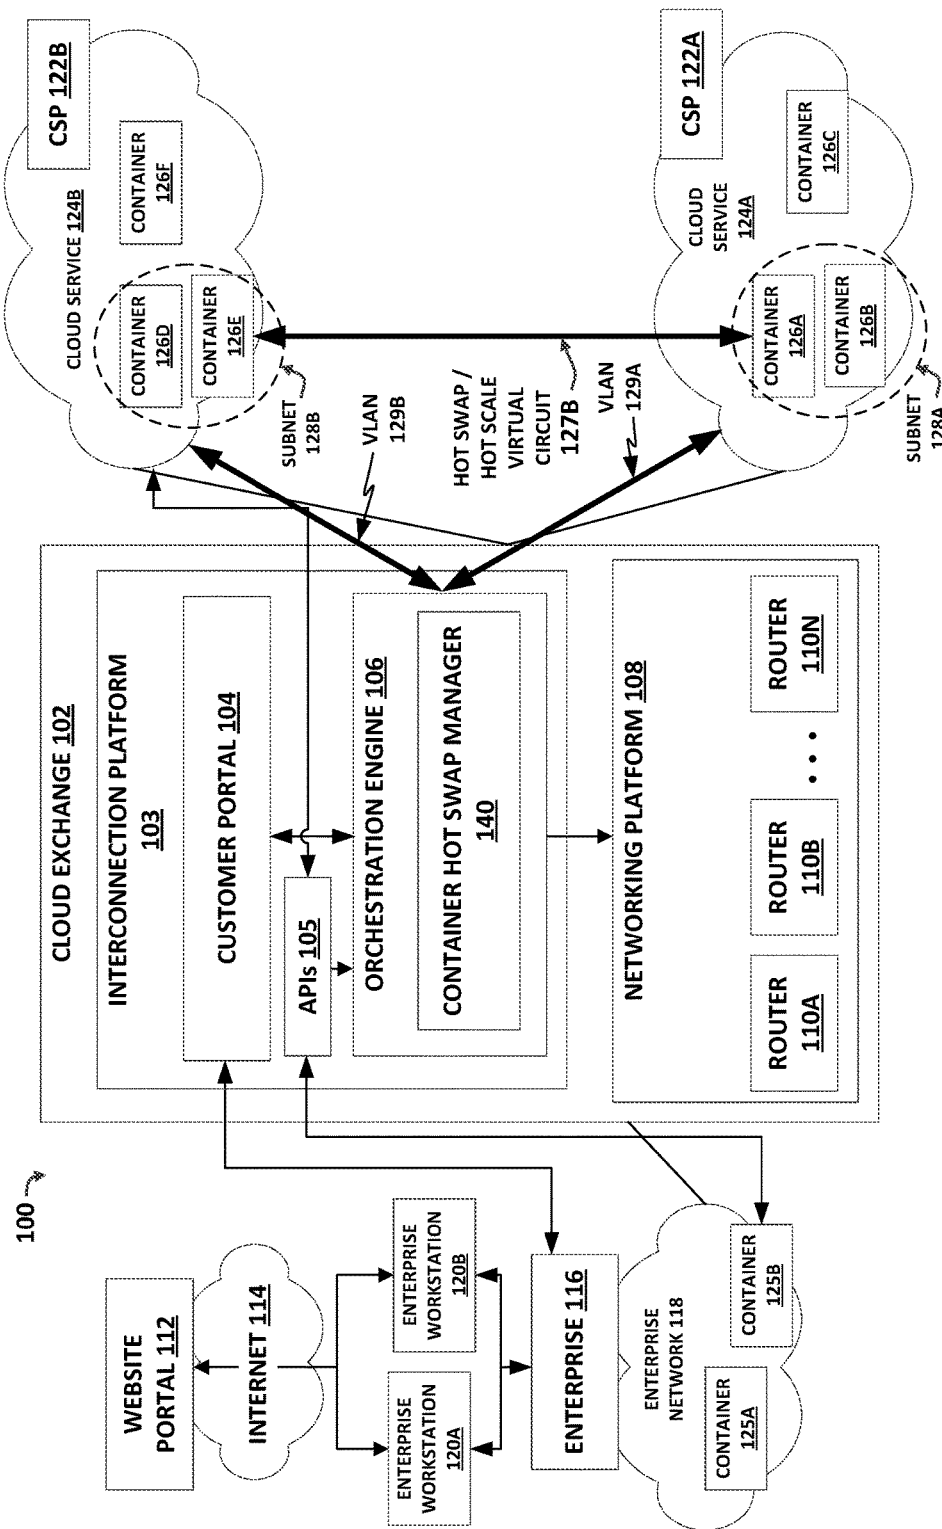 100
WEBSITE
PORTAL 112
INTERNET 114
ENTERPRISE
WORKSTATION
120A
ENTERPRISE
WORKSTATION
120B
ENTERPRISE 116
ENTERPRISE
NETWORK 118
CONTAINER
125A
CONTAINER
125B
CLOUD EXCHANGE 102
INTERCONNECTION PLATFORM
103
CUSTOMER PORTAL 104
APIs 105
ORCHESTRATION ENGINE 106
CONTAINER HOT SWAP MANAGER
140
NETWORKING PLATFORM 108
ROUTER
110A
ROUTER
110B
• • •
ROUTER
110N
CSP 122B
CLOUD SERVICE 124B
CONTAINER
126F
CONTAINER
126D
CONTAINER
126E
SUBNET
128B
VLAN
129B
HOT SWAP /
HOT SCALE
VIRTUAL
CIRCUIT
127B
VLAN
129A
CSP 122A
CLOUD
SERVICE
124A
CONTAINER
126C
CONTAINER
126A
CONTAINER
126B
SUBNET
128A